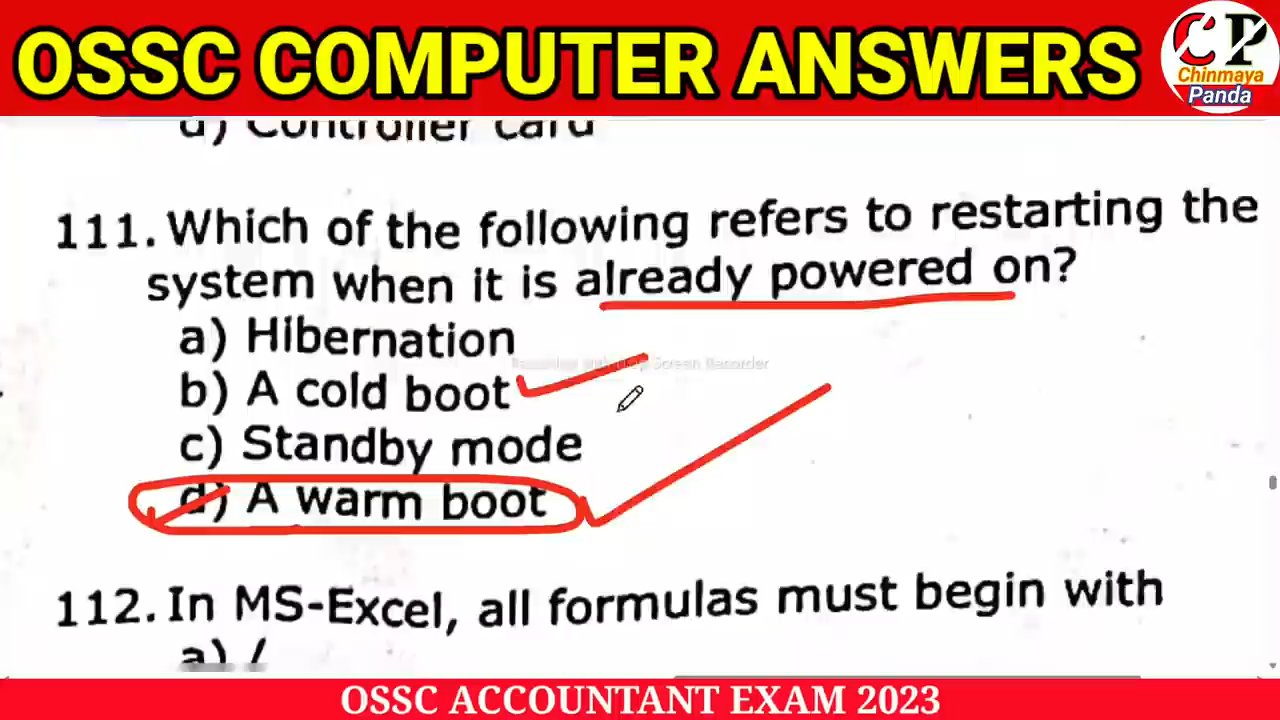 OSSC COMPUTER ANSWERS
CP
Chinmaya
Panda
d) Controller card
111. Which of the following refers to restarting the
system when it is already powered on?
a) Hibernation
b) A cold boot
c) Standby mode
d) A warm boot
112. In MS-Excel, all formulas must begin with
a) /
OSSC ACCOUNTANT EXAM 2023